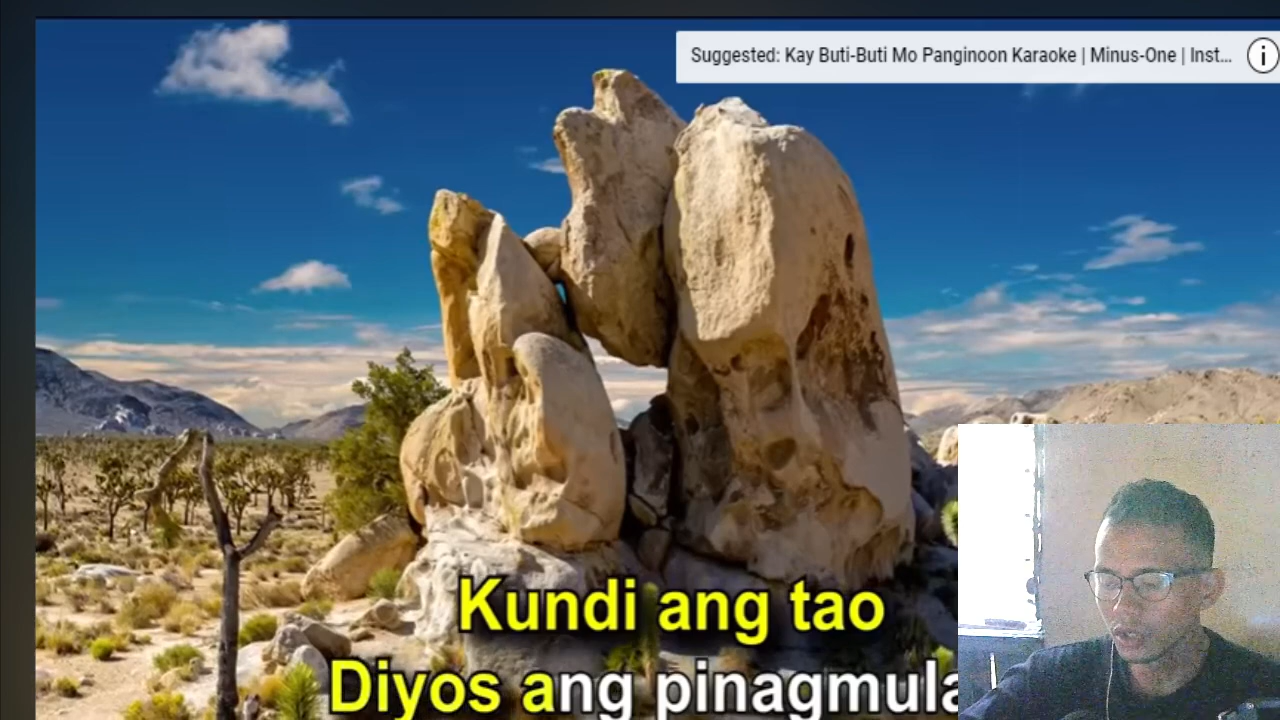 Suggested: Kay Buti-Buti Mo Panginoon Karaoke | Minus-One | Inst...
Kundi ang tao
Diyos ang pinagmula